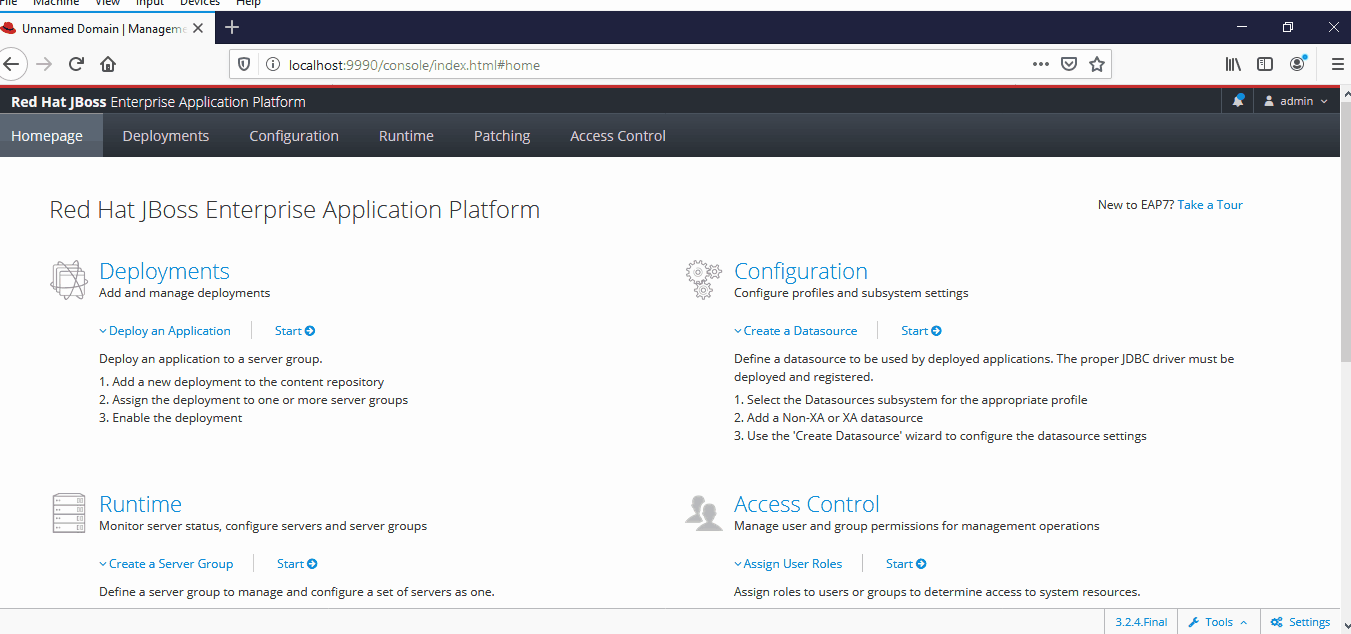 File Machine View Input Devices Help
Unnamed Domain | Manageme
localhost:9990/console/index.html#home
Red Hat JBoss Enterprise Application Platform
admin
Homepage Deployments Configuration Runtime Patching Access Control
Red Hat JBoss Enterprise Application Platform
New to EAP7? Take a Tour
Deployments
Add and manage deployments
Deploy an Application Start
Deploy an application to a server group.
1. Add a new deployment to the content repository
2. Assign the deployment to one or more server groups
3. Enable the deployment
Configuration
Configure profiles and subsystem settings
Create a Datasource Start
Define a datasource to be used by deployed applications. The proper JDBC driver must be
deployed and registered.
1. Select the Datasources subsystem for the appropriate profile
2. Add a Non-XA or XA datasource
3. Use the 'Create Datasource' wizard to configure the datasource settings
Runtime
Monitor server status, configure servers and server groups
Create a Server Group Start
Define a server group to manage and configure a set of servers as one.
Access Control
Manage user and group permissions for management operations
Assign User Roles Start
Assign roles to users or groups to determine access to system resources.
3.2.4.Final Tools Settings